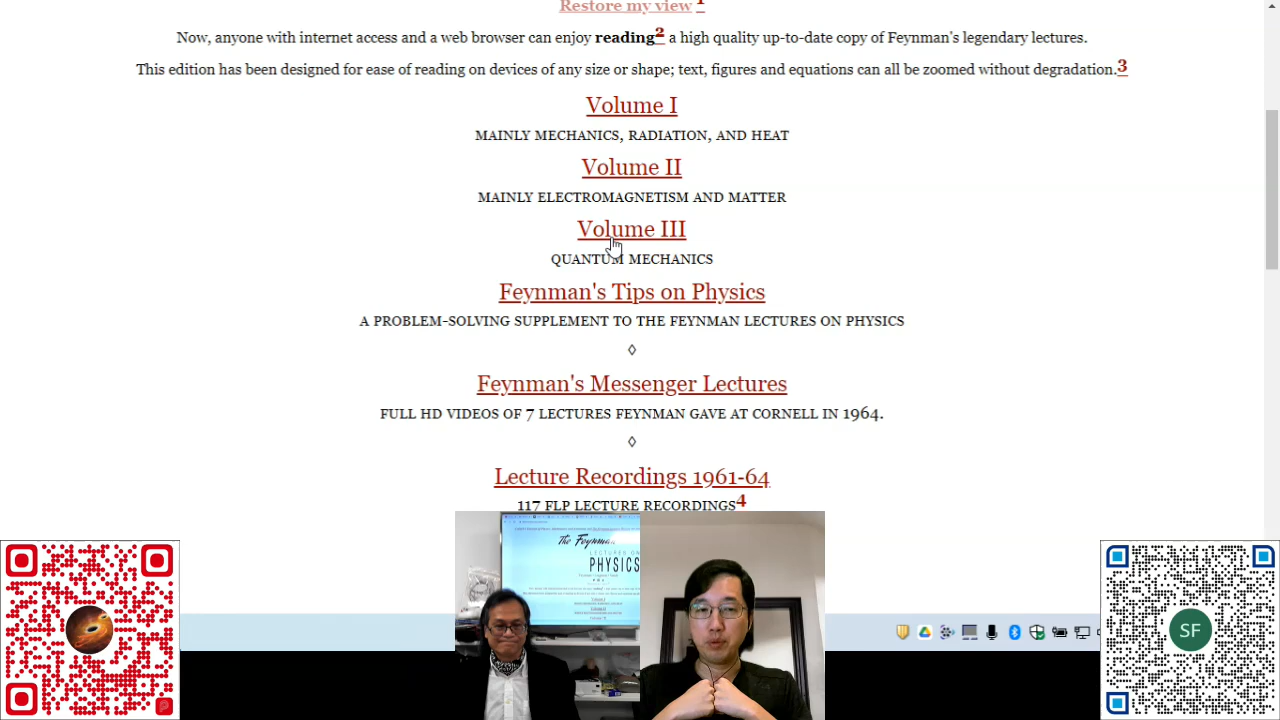 Restore my view 1
Now, anyone with internet access and a web browser can enjoy reading2 a high quality up-to-date copy of Feynman's legendary lectures.
This edition has been designed for ease of reading on devices of any size or shape; text, figures and equations can all be zoomed without degradation.3
Volume I
MAINLY MECHANICS, RADIATION, AND HEAT
Volume II
MAINLY ELECTROMAGNETISM AND MATTER
Volume III
QUANTUM MECHANICS
Feynman's Tips on Physics
A PROBLEM-SOLVING SUPPLEMENT TO THE FEYNMAN LECTURES ON PHYSICS
◊
Feynman's Messenger Lectures
FULL HD VIDEOS OF 7 LECTURES FEYNMAN GAVE AT CORNELL IN 1964.
◊
Lecture Recordings 1961-64
117 FLP LECTURE RECORDINGS4
The Feynman
LECTURES ON
PHYSICS
SF